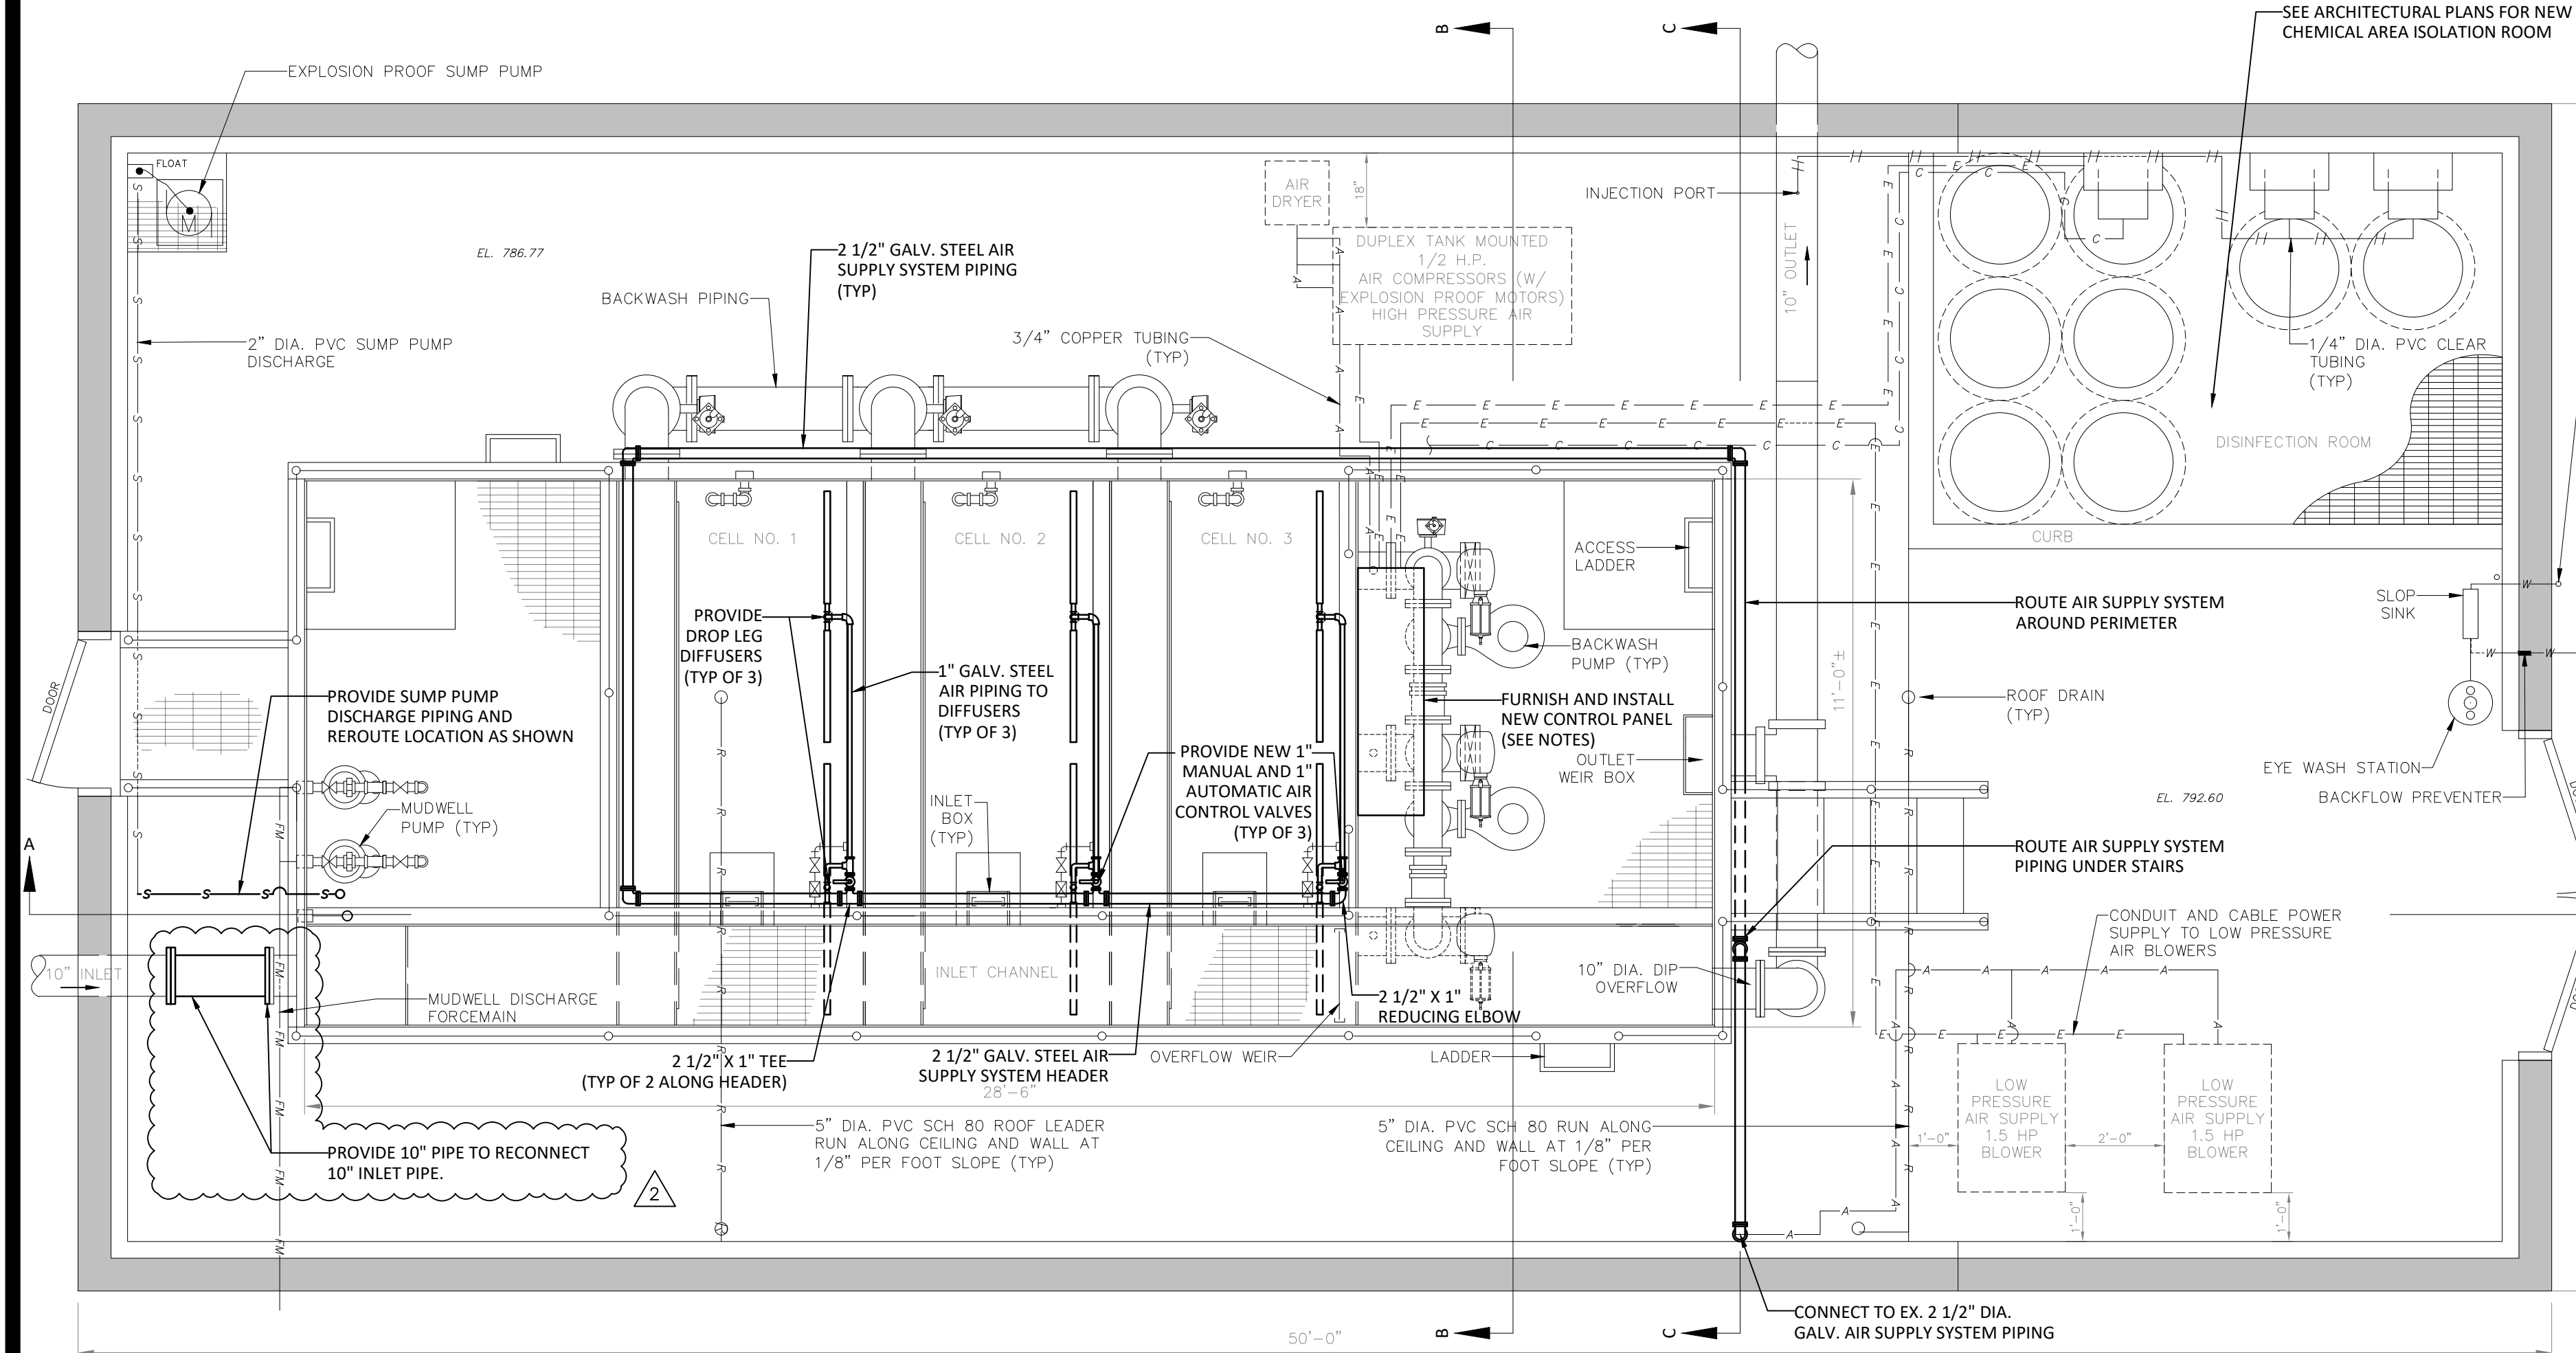 SEE ARCHITECTURAL PLANS FOR NEW
CHEMICAL AREA ISOLATION ROOM
B
C
EXPLOSION PROOF SUMP PUMP
FLOAT
M
EL. 786.77
AIR
DRYER
18"
INJECTION PORT
10" OUTLET
DUPLEX TANK MOUNTED
1/2 H.P.
AIR COMPRESSORS (W/
EXPLOSION PROOF MOTORS)
HIGH PRESSURE AIR
SUPPLY
2 1/2" GALV. STEEL AIR
SUPPLY SYSTEM PIPING
(TYP)
BACKWASH PIPING
3/4" COPPER TUBING
(TYP)
2" DIA. PVC SUMP PUMP
DISCHARGE
1/4" DIA. PVC CLEAR
TUBING
(TYP)
DISINFECTION ROOM
CURB
CELL NO. 1
CELL NO. 2
CELL NO. 3
ACCESS
LADDER
11'-0"±
SLOP
SINK
ROUTE AIR SUPPLY SYSTEM
AROUND PERIMETER
PROVIDE
DROP LEG
DIFFUSERS
(TYP OF 3)
BACKWASH
PUMP (TYP)
1" GALV. STEEL
AIR PIPING TO
DIFFUSERS
(TYP OF 3)
DOOR
PROVIDE SUMP PUMP
DISCHARGE PIPING AND
REROUTE LOCATION AS SHOWN
FURNISH AND INSTALL
NEW CONTROL PANEL
(SEE NOTES)
ROOF DRAIN
(TYP)
PROVIDE NEW 1"
MANUAL AND 1"
AUTOMATIC AIR
CONTROL VALVES
(TYP OF 3)
OUTLET
WEIR BOX
EYE WASH STATION
BACKFLOW PREVENTER
EL. 792.60
INLET
BOX
(TYP)
MUDWELL
PUMP (TYP)
A
ROUTE AIR SUPPLY SYSTEM
PIPING UNDER STAIRS
CONDUIT AND CABLE POWER
SUPPLY TO LOW PRESSURE
AIR BLOWERS
10" INLET
INLET CHANNEL
10" DIA. DIP
OVERFLOW
MUDWELL DISCHARGE
FORCEMAIN
2 1/2" X 1"
REDUCING ELBOW
2 1/2" X 1" TEE
(TYP OF 2 ALONG HEADER)
2 1/2" GALV. STEEL AIR
SUPPLY SYSTEM HEADER
OVERFLOW WEIR
LADDER
28'-6"
LOW
PRESSURE
AIR SUPPLY
1.5 HP
BLOWER
LOW
PRESSURE
AIR SUPPLY
1.5 HP
BLOWER
1'-0"
2'-0"
1'-0"
1'-0"
PROVIDE 10" PIPE TO RECONNECT
10" INLET PIPE.
2
5" DIA. PVC SCH 80 ROOF LEADER
RUN ALONG CEILING AND WALL AT
1/8" PER FOOT SLOPE (TYP)
5" DIA. PVC SCH 80 RUN ALONG
CEILING AND WALL AT 1/8" PER
FOOT SLOPE (TYP)
CONNECT TO EX. 2 1/2" DIA.
GALV. AIR SUPPLY SYSTEM PIPING
50'-0"
B
C